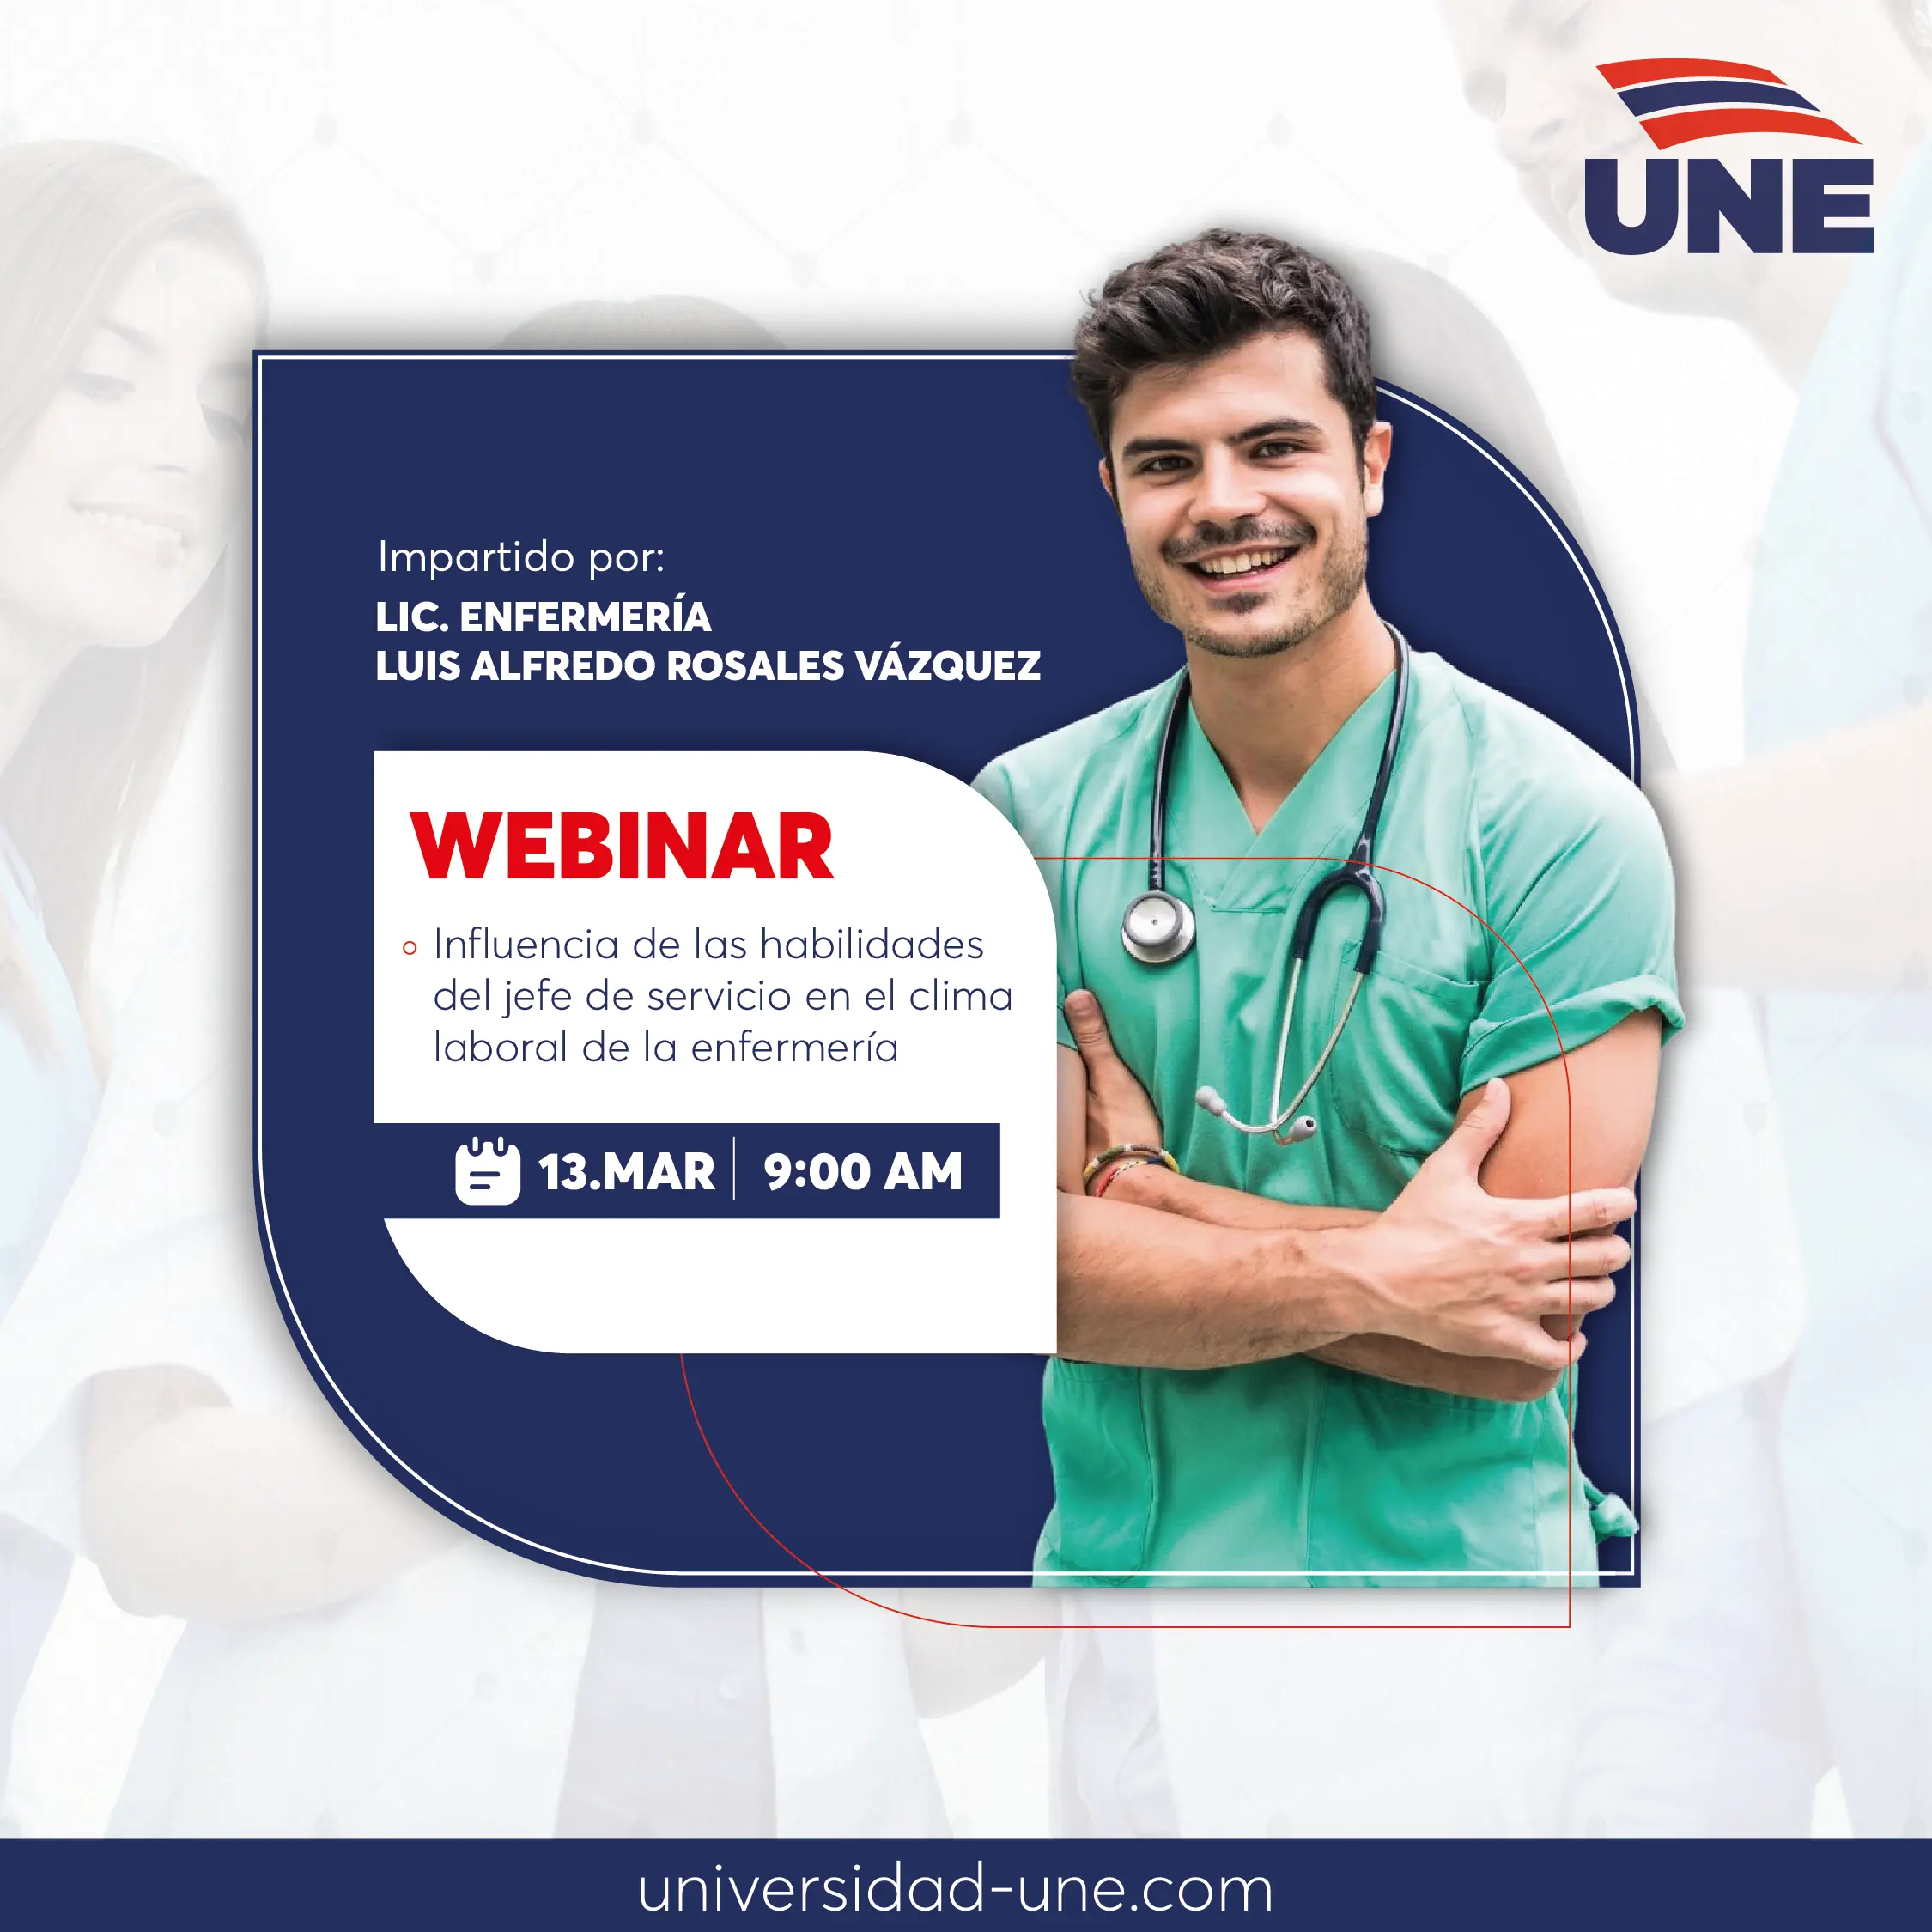 UNE
Impartido por:
LIC. ENFERMERÍA
LUIS ALFREDO ROSALES VÁZQUEZ
WEBINAR
Influencia de las habilidades
del jefe de servicio en el clima
laboral de la enfermería
13.MAR | 9:00 AM
universidad-une.com